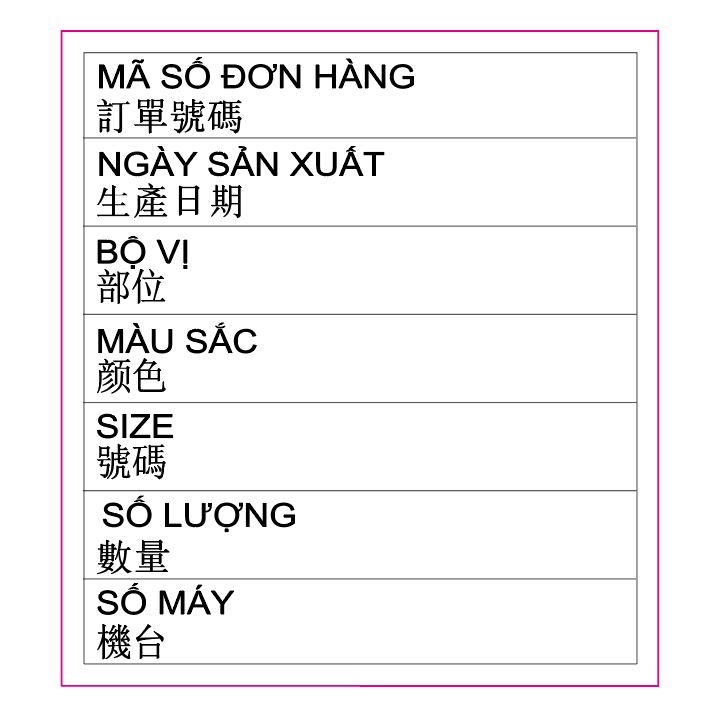 MÃ SỐ ĐƠN HÀNG
訂單號碼
NGÀY SẢN XUẤT
生產日期
BỘ VỊ
部位
MÀU SẮC
颜色
SIZE
號碼
SỐ LƯỢNG
數量
SỐ MÁY
機台